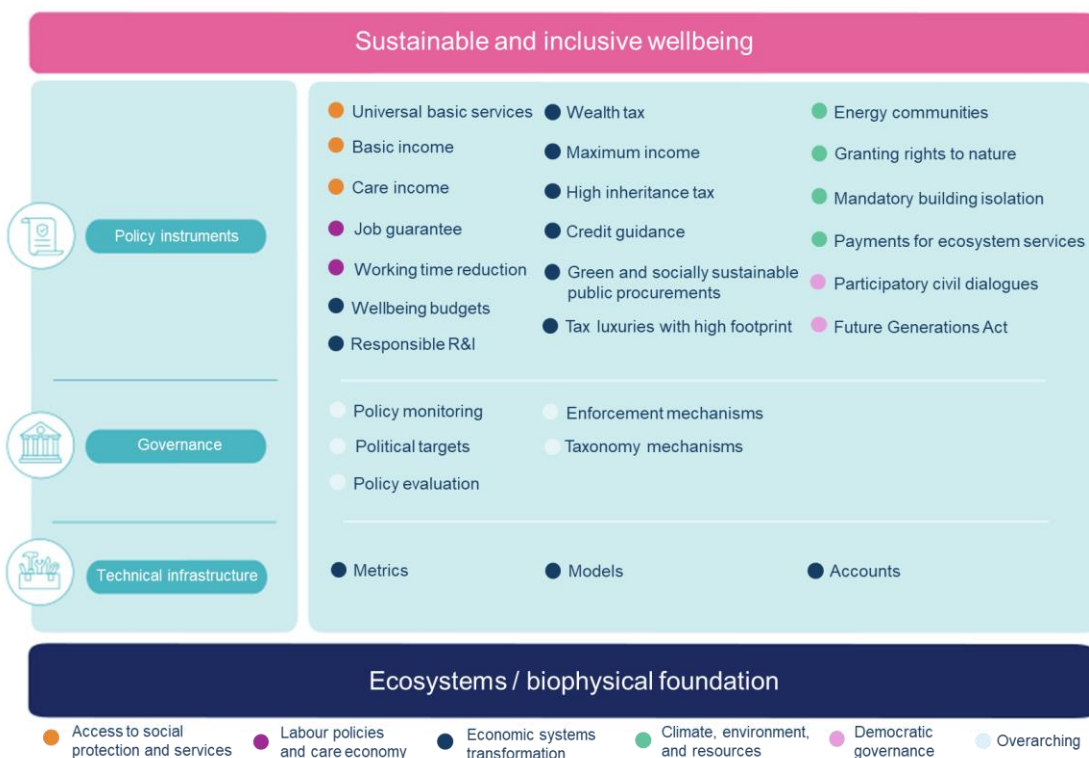 Sustainable and inclusive wellbeing
Policy instruments
Universal basic services
Basic income
Care income
Job guarantee
Working time reduction
Wellbeing budgets
Responsible R&I
Wealth tax
Maximum income
High inheritance tax
Credit guidance
Green and socially sustainable
public procurements
Tax luxuries with high footprint
Energy communities
Granting rights to nature
Mandatory building isolation
Payments for ecosystem services
Participatory civil dialogues
Future Generations Act
Governance
Policy monitoring
Political targets
Policy evaluation
Enforcement mechanisms
Taxonomy mechanisms
Technical infrastructure
Metrics
Models
Accounts
Ecosystems / biophysical foundation
Access to social
protection and services
Labour policies
and care economy
Economic systems
transformation
Climate, environment,
and resources
Democratic
governance
Overarching